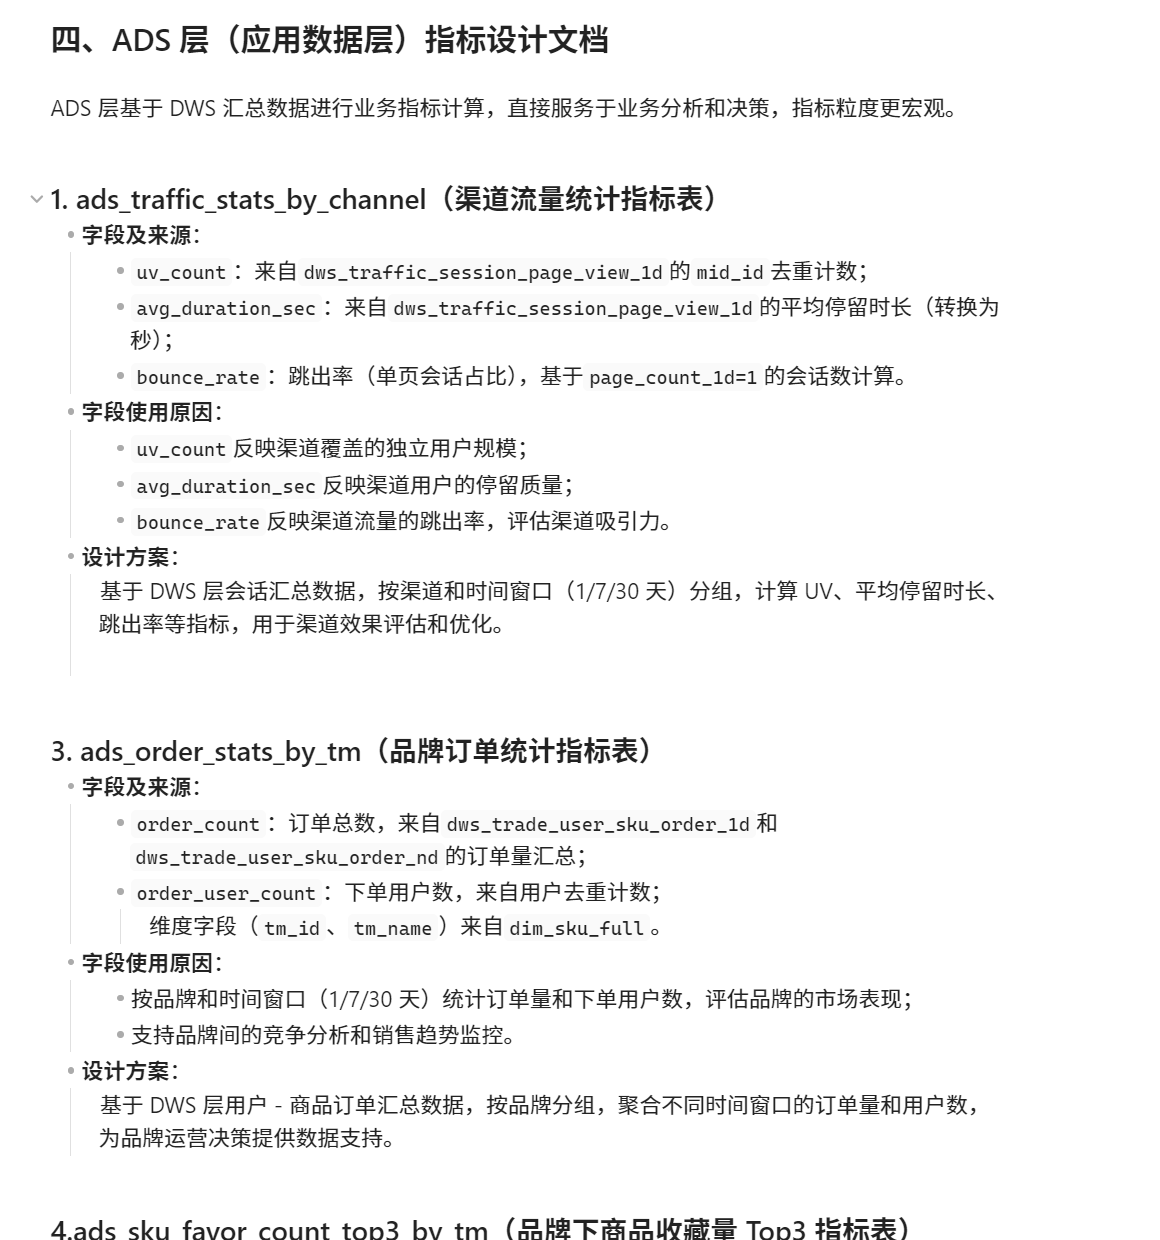 四、ADS 层（应用数据层）指标设计文档
ADS 层基于 DWS 汇总数据进行业务指标计算，直接服务于业务分析和决策，指标粒度更宏观。
1. ads_traffic_stats_by_channel（渠道流量统计指标表）
字段及来源：
uv_count： 来自 dws_traffic_session_page_view_1d 的 mid_id 去重计数；
avg_duration_sec： 来自 dws_traffic_session_page_view_1d 的平均停留时长（转换为
秒）；
bounce_rate： 跳出率（单页会话占比），基于 page_count_1d=1 的会话数计算。
字段使用原因：
uv_count 反映渠道覆盖的独立用户规模；
avg_duration_sec 反映渠道用户的停留质量；
bounce_rate 反映渠道流量的跳出率，评估渠道吸引力。
设计方案：
基于 DWS 层会话汇总数据，按渠道和时间窗口（1/7/30 天）分组，计算 UV、平均停留时长、
跳出率等指标，用于渠道效果评估和优化。
3. ads_order_stats_by_tm（品牌订单统计指标表）
字段及来源：
order_count： 订单总数，来自 dws_trade_user_sku_order_1d 和
dws_trade_user_sku_order_nd 的订单量汇总；
order_user_count： 下单用户数，来自用户去重计数；
维度字段（ tm_id 、 tm_name ）来自 dim_sku_full 。
字段使用原因：
按品牌和时间窗口（1/7/30 天）统计订单量和下单用户数，评估品牌的市场表现；
支持品牌间的竞争分析和销售趋势监控。
设计方案：
基于 DWS 层用户 - 商品订单汇总数据，按品牌分组，聚合不同时间窗口的订单量和用户数，
为品牌运营决策提供数据支持。
4.ads_sku_favor_count_top3_by_tm（品牌下商品收藏量 Top3 指标表）